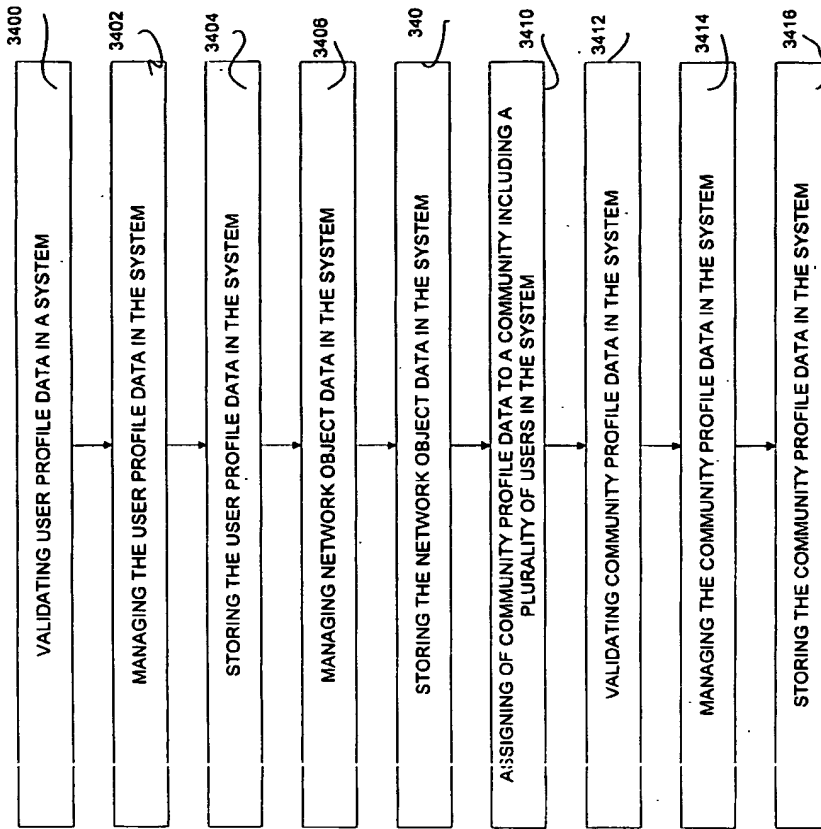 3400
VALIDATING USER PROFILE DATA IN A SYSTEM
3402
MANAGING THE USER PROFILE DATA IN THE SYSTEM
3404
STORING THE USER PROFILE DATA IN THE SYSTEM
3406
MANAGING NETWORK OBJECT DATA IN THE SYSTEM
340
STORING THE NETWORK OBJECT DATA IN THE SYSTEM
3410
ASSIGNING OF COMMUNITY PROFILE DATA TO A COMMUNITY INCLUDING A
PLURALITY OF USERS IN THE SYSTEM
3412
VALIDATING COMMUNITY PROFILE DATA IN THE SYSTEM
3414
MANAGING THE COMMUNITY PROFILE DATA IN THE SYSTEM
3416
STORING THE COMMUNITY PROFILE DATA IN THE SYSTEM